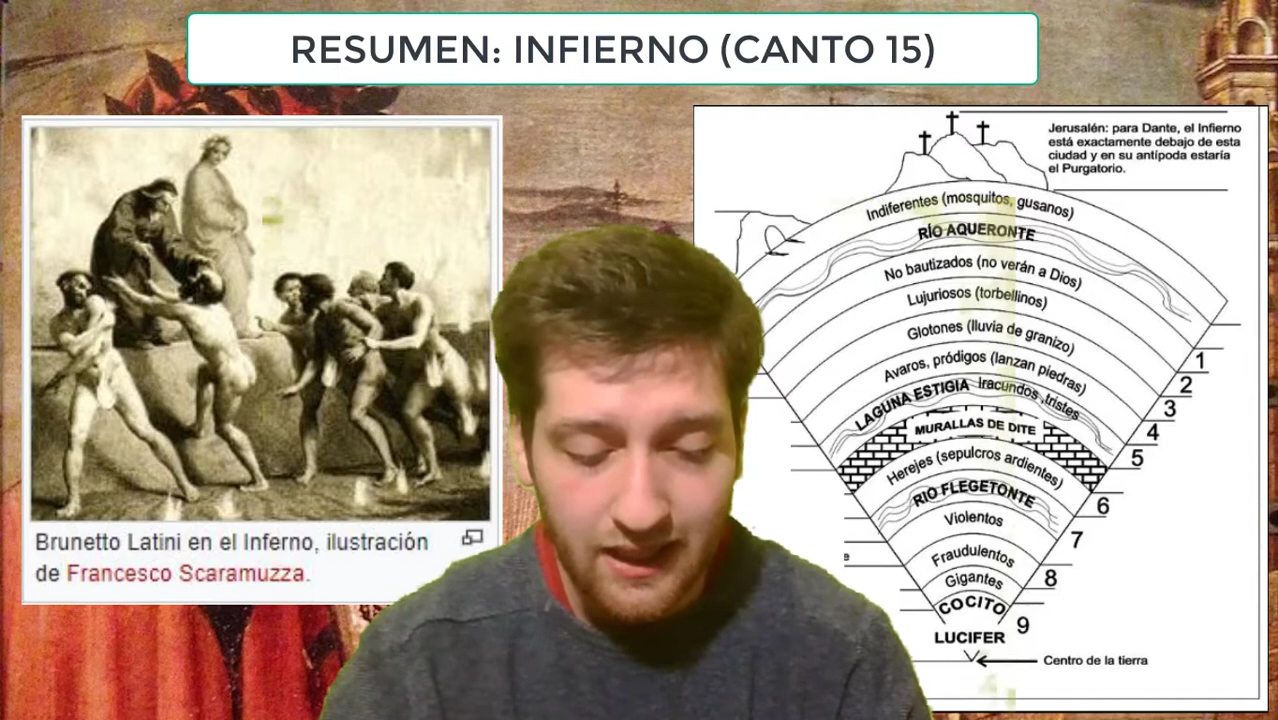 RESUMEN: INFIERNO (CANTO 15)
Brunetto Latini en el Inferno, ilustración
de Francesco Scaramuzza.
Jerusalén: para Dante, el Infierno
está exactamente debajo de esta
ciudad y en su antípoda estaría
el Purgatorio.
Indiferentes (mosquitos, gusanos)
RÍO AQUERONTE
No bautizados (no verán a Dios)
Lujuriosos (torbellinos)
Glotones (lluvia de granizo)
Avaros, pródigos (lanzan piedras)
LAGUNA ESTIGIA Iracundos ,tristes
MURALLAS DE DITE
Herejes (sepulcros ardientes)
RIO FLEGETONTE
Violentos
Fraudulentos
Gigantes
COCITO
LUCIFER
1
2
3
4
5
6
7
8
9
Centro de la tierra